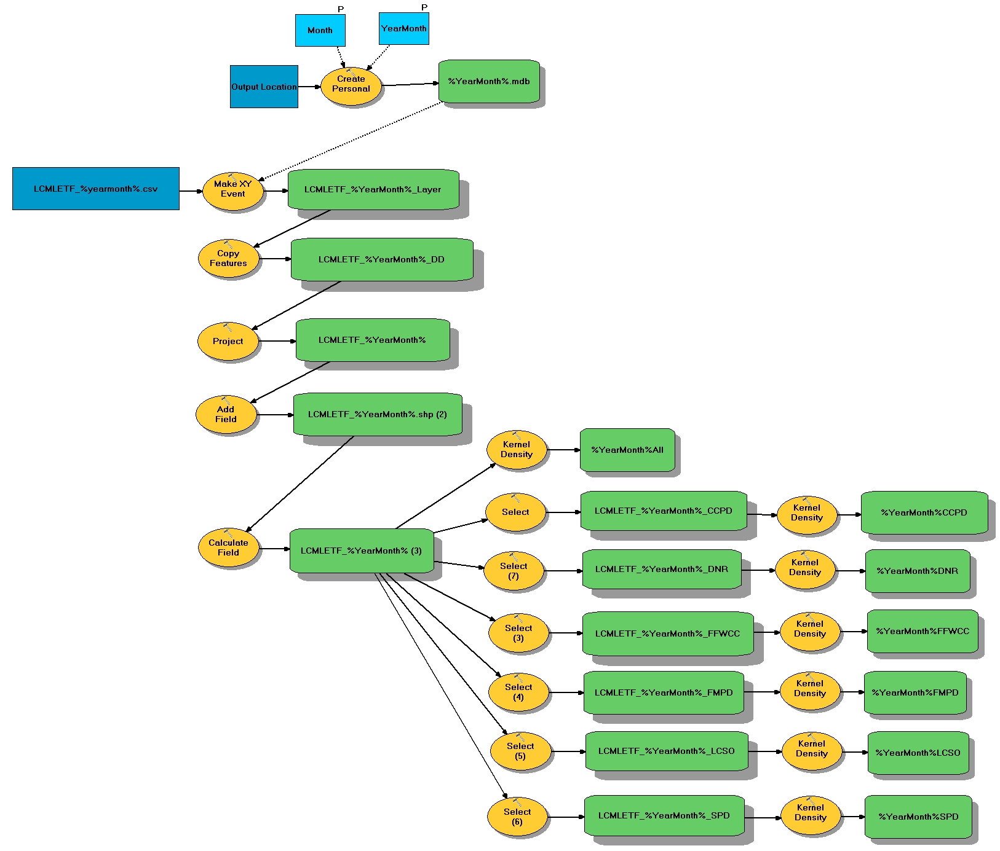 P
P
Month
YearMonth
Output Location
Create
Personal
%YearMonth%.mdb
LCMLETF_%yearmonth%.csv
Make XY
Event
LCMLETF_%YearMonth%_Layer
Copy
Features
LCMLETF_%YearMonth%_DD
Project
LCMLETF_%YearMonth%
Add
Field
LCMLETF_%YearMonth%.shp (2)
Calculate
Field
LCMLETF_%YearMonth% (3)
Kernel
Density
%YearMonth%All
Select
LCMLETF_%YearMonth%_CCPD
Kernel
Density
%YearMonth%CCPD
Select
(7)
LCMLETF_%YearMonth%_DNR
Kernel
Density
%YearMonth%DNR
Select
(3)
LCMLETF_%YearMonth%_FFWCC
Kernel
Density
%YearMonth%FFWCC
Select
(4)
LCMLETF_%YearMonth%_FMPD
Kernel
Density
%YearMonth%FMPD
Select
(5)
LCMLETF_%YearMonth%_LCSO
Kernel
Density
%YearMonth%LCSO
Select
(6)
LCMLETF_%YearMonth%_SPD
Kernel
Density
%YearMonth%SPD